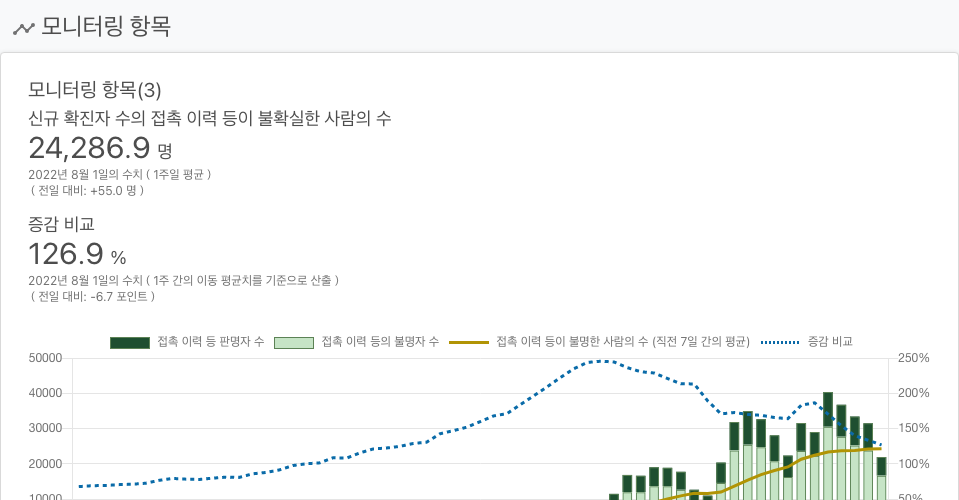 모니터링 항목
모니터링 항목(3)
신규 확진자 수의 접촉 이력 등이 불확실한 사람의 수
24,286.9 명
2022년 8월 1일의 수치 ( 1주일 평균 )
( 전일 대비: +55.0 명 )
증감 비교
126.9 %
2022년 8월 1일의 수치 ( 1주 간의 이동 평균치를 기준으로 산출 )
( 전일 대비: -6.7 포인트 )
접촉 이력 등 판명자 수 접촉 이력 등의 불명자 수 접촉 이력 등이 불명한 사람의 수 (직전 7일 간의 평균) 증감 비교
50000 250%
40000 200%
30000 150%
20000 100%
10000 50%